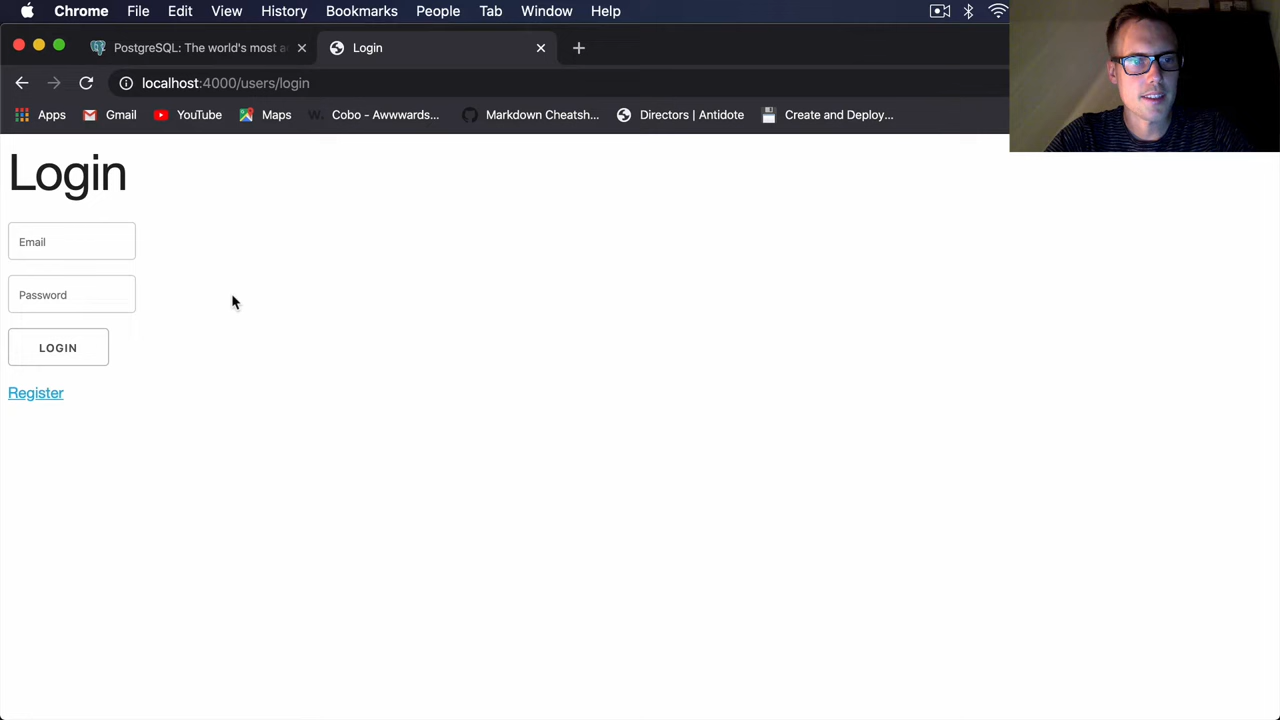 Chrome File Edit View History Bookmarks People Tab Window Help
PostgreSQL: The world's most a
Login
localhost:4000/users/login
Apps Gmail YouTube Maps Cobo - Awwwards... Markdown Cheatsh... Directors | Antidote Create and Deploy...
Login
Email
Password
LOGIN
Register